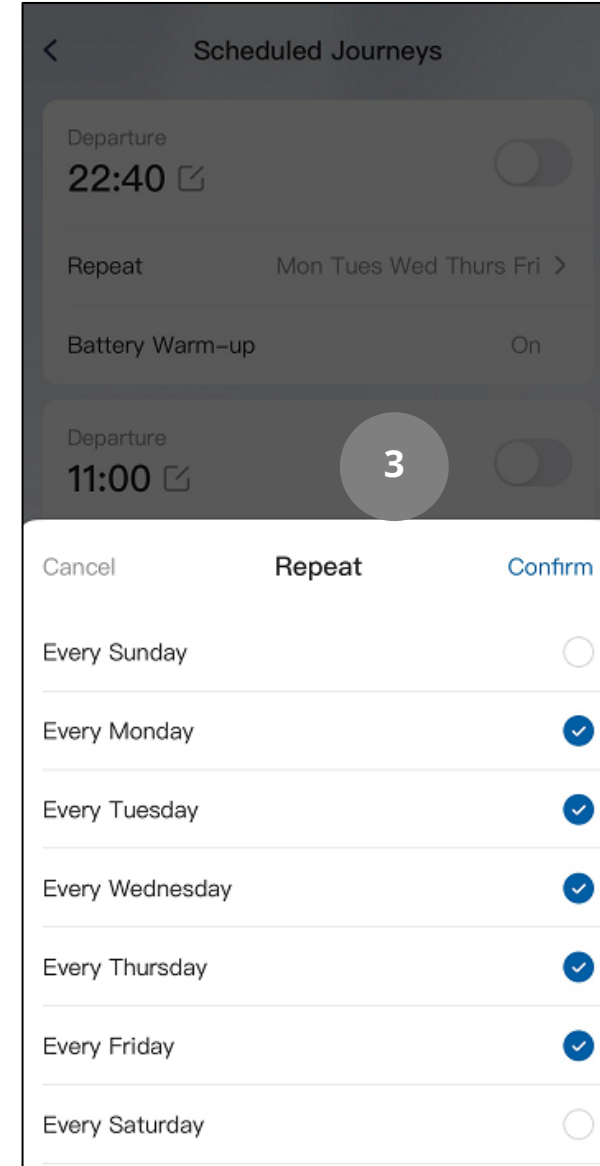 Scheduled Journeys
Departure
22:40
Repeat Mon Tues Wed Thurs Fri
Battery Warm-up On
Departure
11:00
3
Cancel Repeat Confirm
Every Sunday
Every Monday
Every Tuesday
Every Wednesday
Every Thursday
Every Friday
Every Saturday